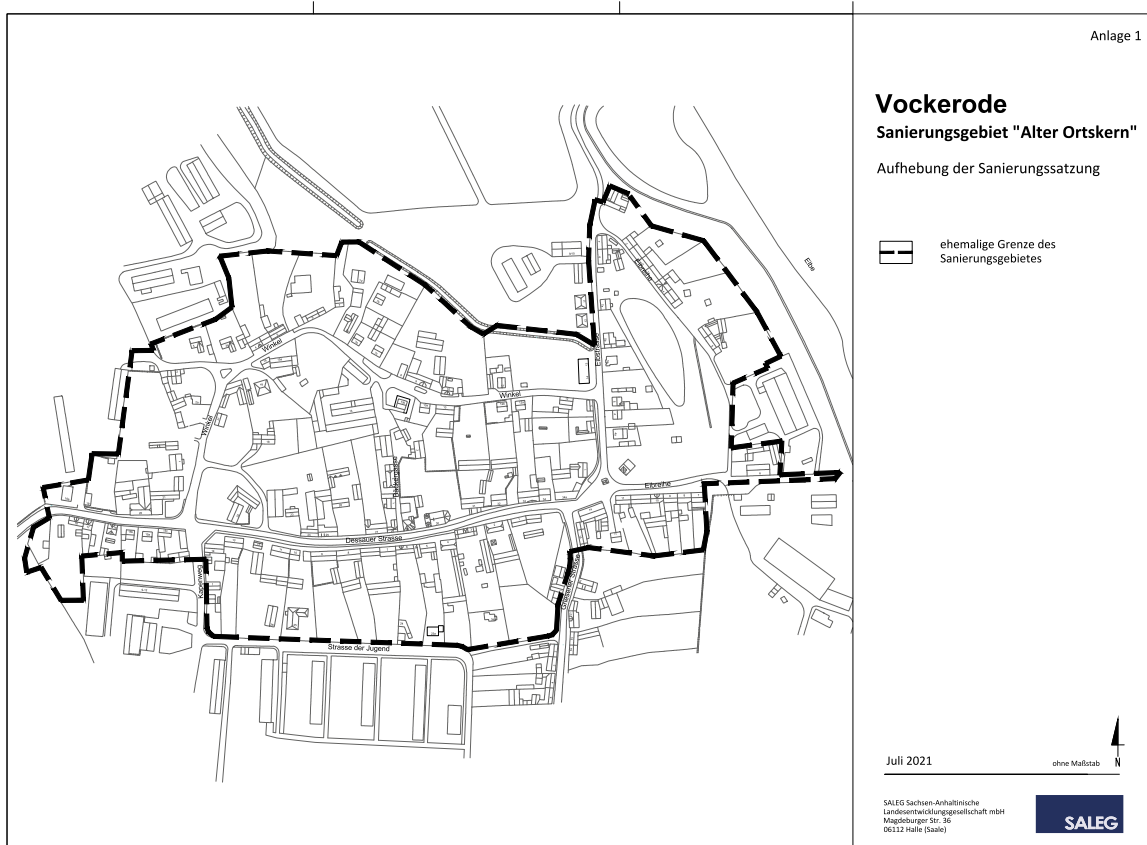 Anlage 1
Vockerode
Sanierungsgebiet "Alter Ortskern"
Aufhebung der Sanierungssatzung
ehemalige Grenze des
Sanierungsgebietes
Elbe
Winkel
Winkel
Winkel
Elbreihe
Dessauer Strasse
Kapenweg
Strasse der Jugend
Juli 2021
ohne Maßstab
N
SALEG Sachsen-Anhaltinische
Landesentwicklungsgesellschaft mbH
Magdeburger Str. 36
06112 Halle (Saale)
SALEG